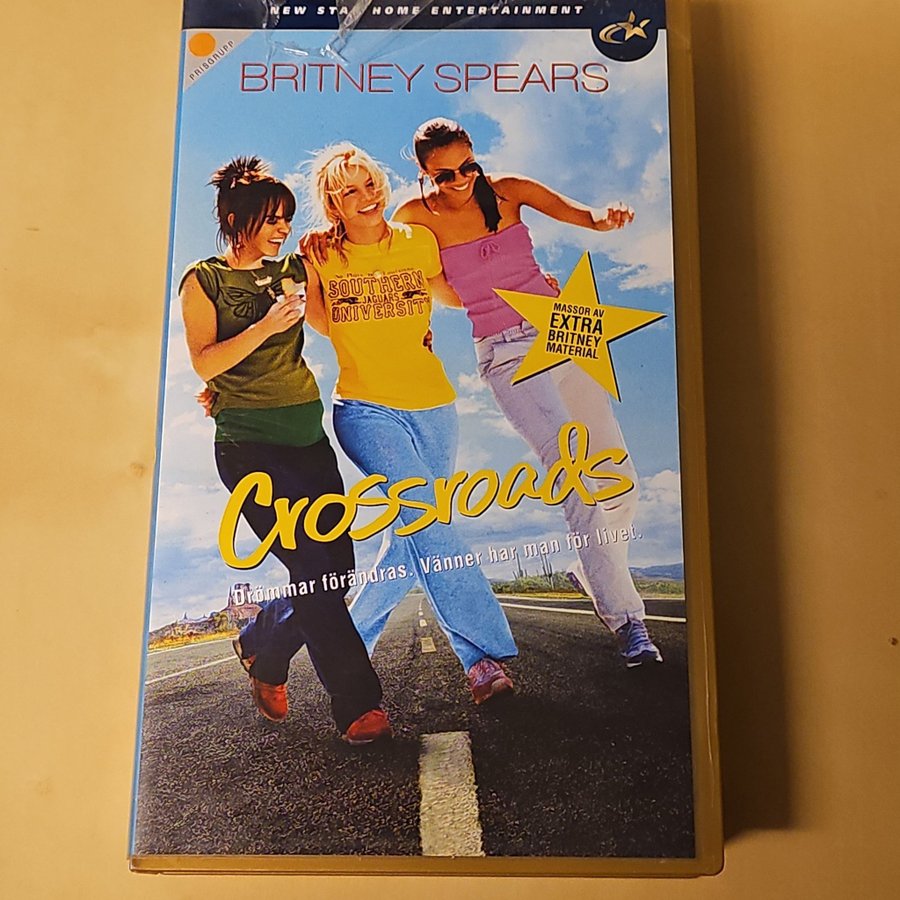 NEW STAR HOME ENTERTAINMENT
PRISGRUPP
BRITNEY SPEARS
SOUTHERN
JAGUARS
UNIVERSITY
MASSOR AV
EXTRA
BRITNEY
MATERIAL
Crossroads
Drömmar förändras. Vänner har man för livet.